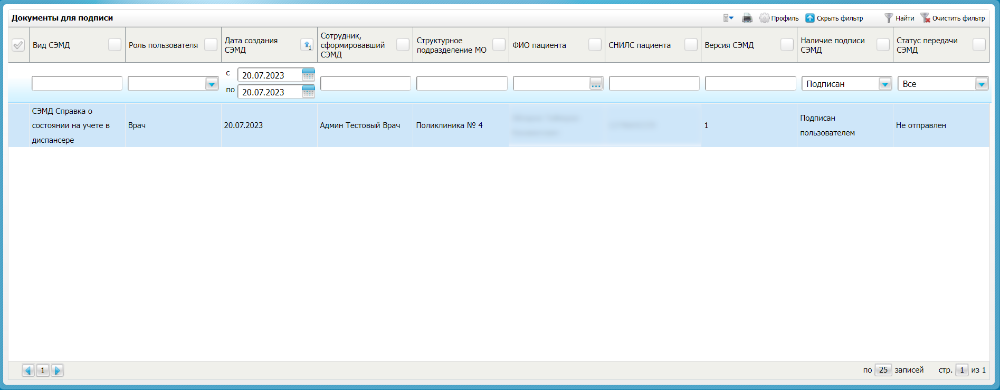 Документы для подписи
Профиль
Скрыть фильтр
Найти
Очистить фильтр
Вид СЭМД
Роль пользователя
Дата создания
СЭМД
1
Сотрудник,
сформировавший
СЭМД
Структурное
подразделение МО
ФИО пациента
СНИЛС пациента
Версия СЭМД
Наличие подписи
СЭМД
Статус передачи
СЭМД
с 20.07.2023
по 20.07.2023
...
Подписан
Все
СЭМД Справка о
состоянии на учете в
диспансере
Врач
20.07.2023
Админ Тестовый Врач
Поликлиника № 4
1
Подписан
пользователем
Не отправлен
1
по 25 записей
стр. 1 из 1